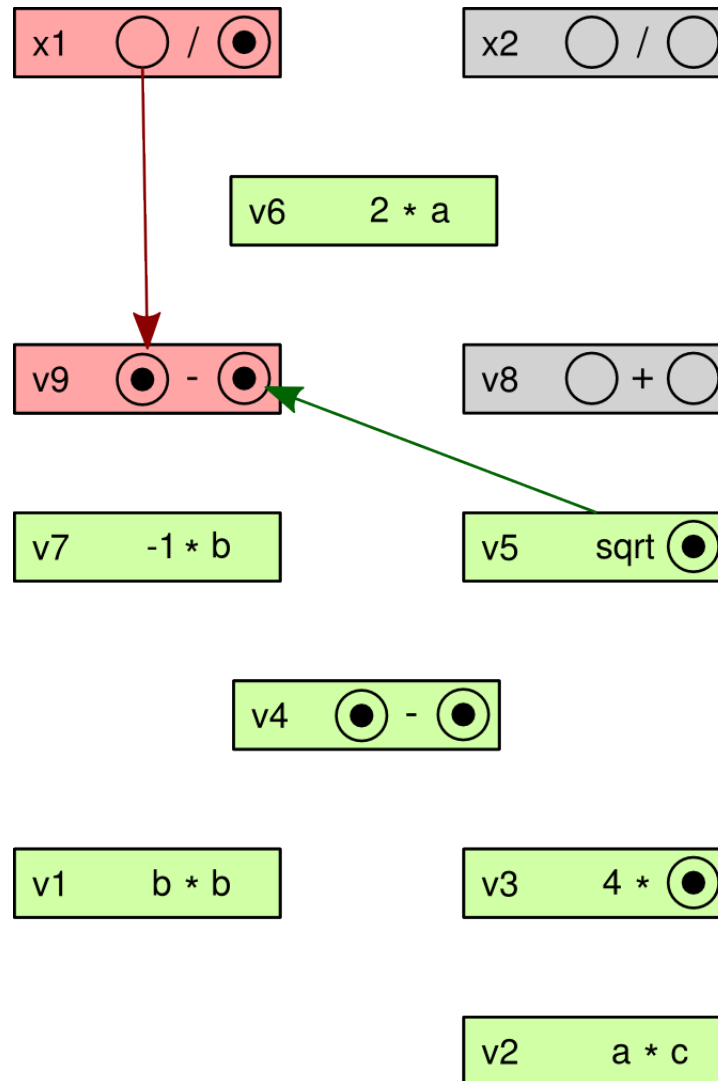 x1 /
x2 /
v6 2 * a
v9 -
v8 +
v7 -1 * b
v5 sqrt
v4 -
v1 b * b
v3 4 *
v2 a * c